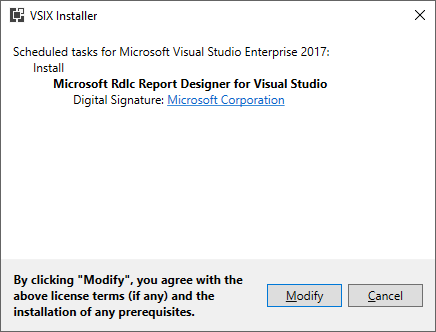 VSIX Installer
Scheduled tasks for Microsoft Visual Studio Enterprise 2017:
Install
Microsoft Rdlc Report Designer for Visual Studio
Digital Signature: Microsoft Corporation
By clicking "Modify", you agree with the
above license terms (if any) and the
installation of any prerequisites.
Modify
Cancel